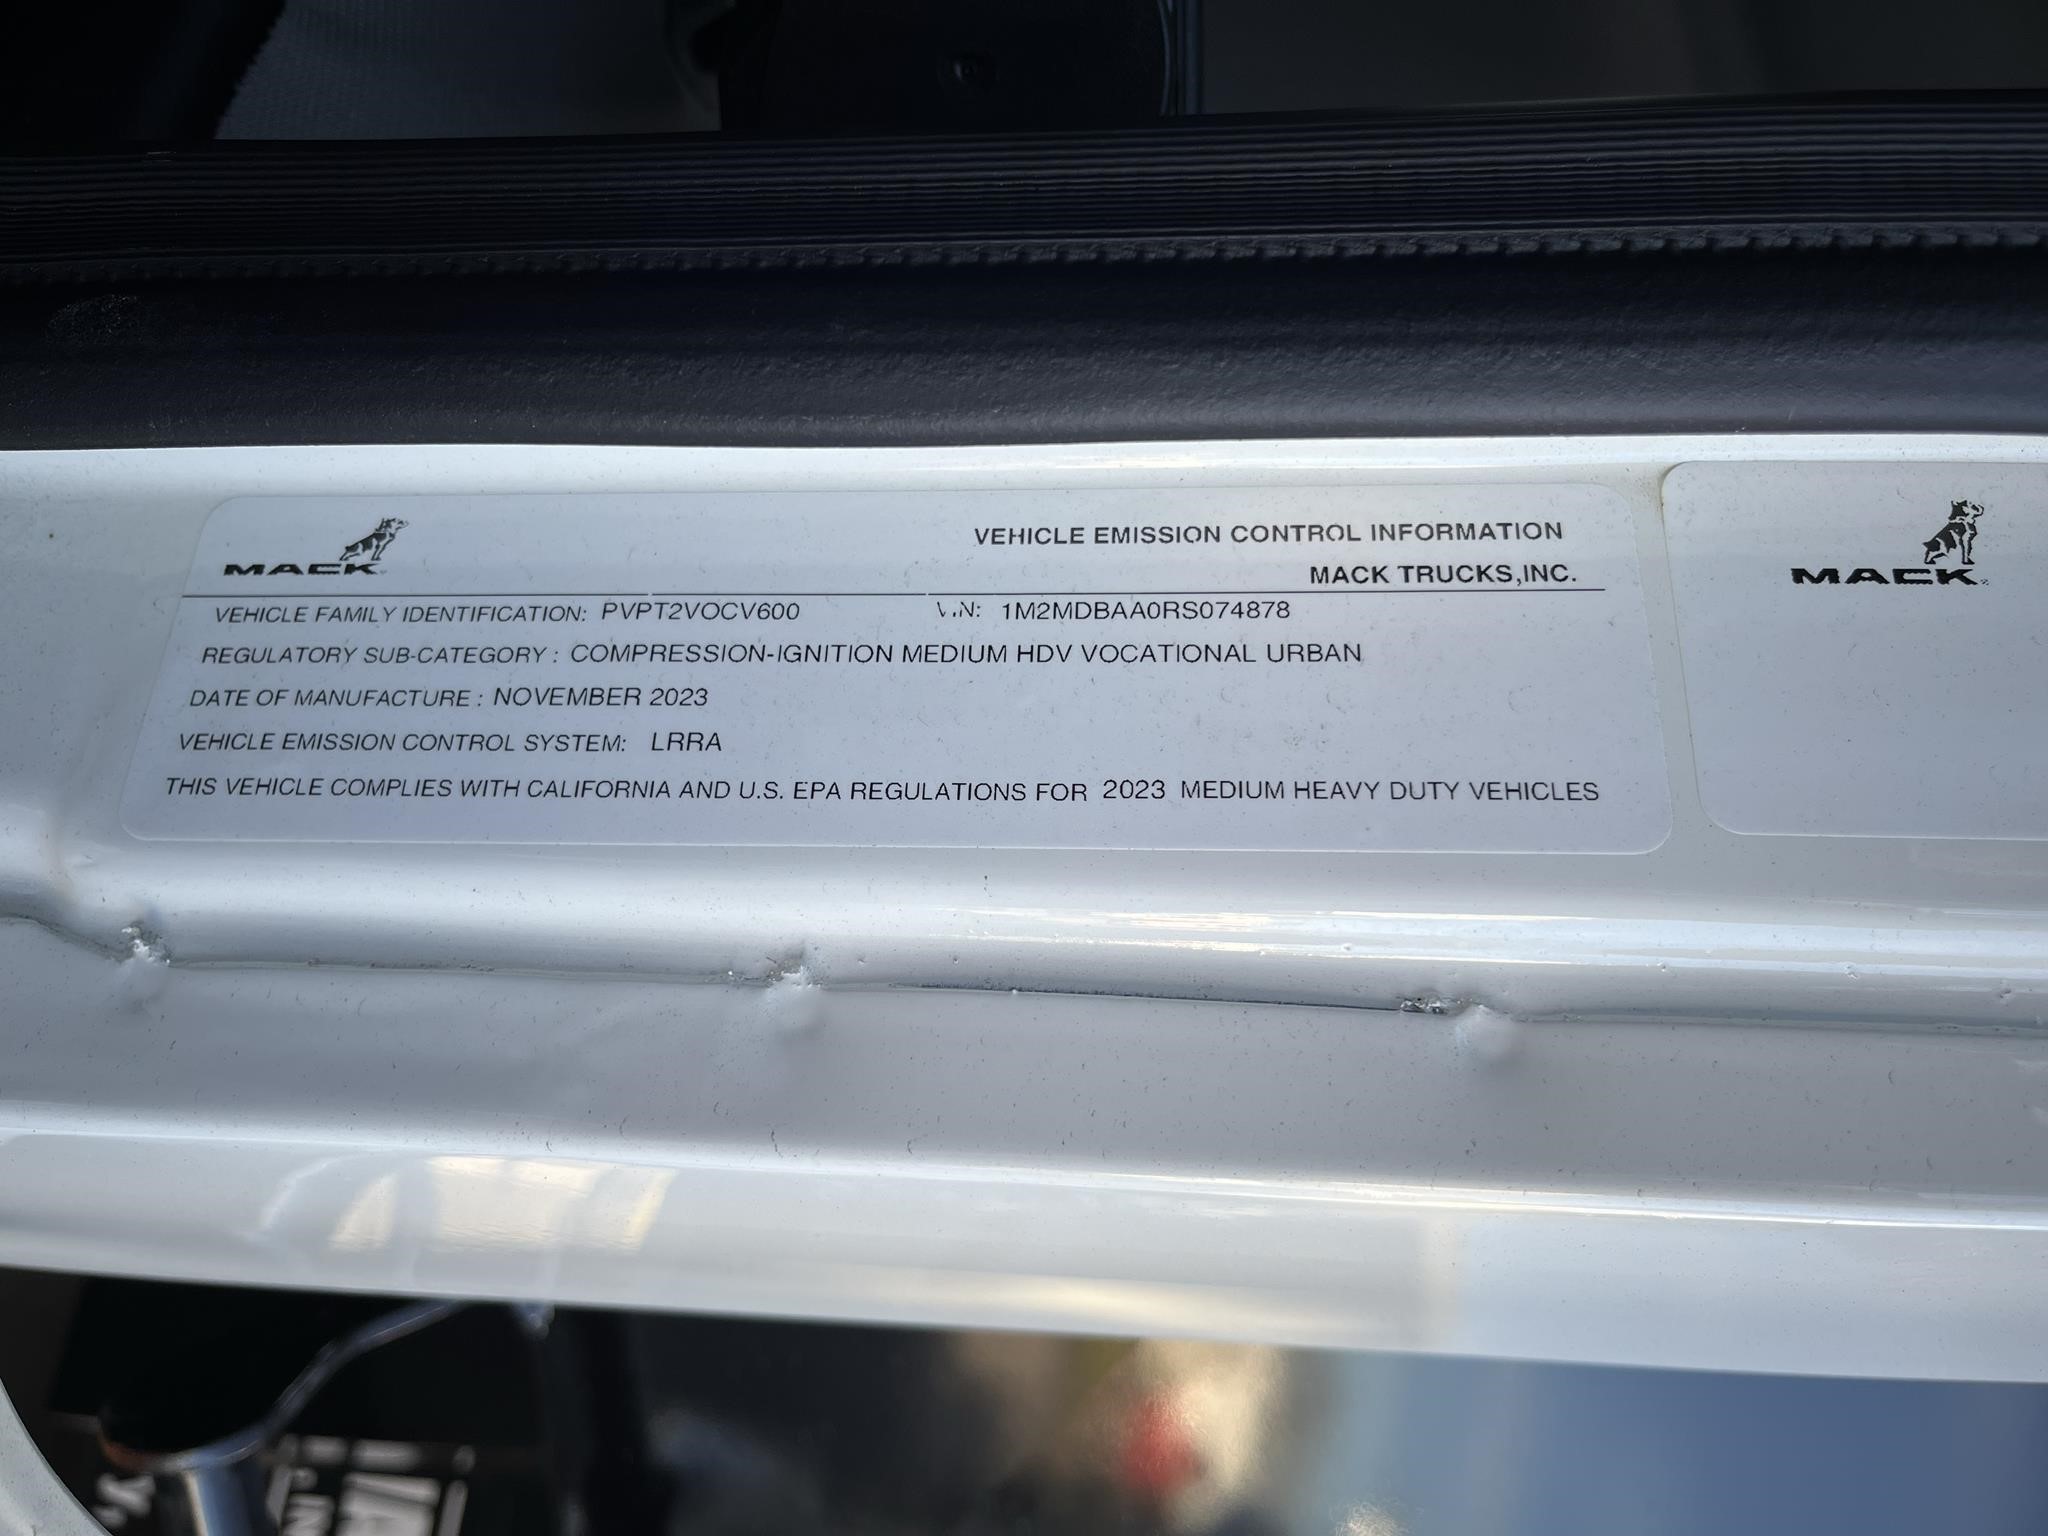 MACK
VEHICLE EMISSION CONTROL INFORMATION
MACK TRUCKS,INC.
VEHICLE FAMILY IDENTIFICATION: PVPT2VOCV600 VIN: 1M2MDBAA0RS074878
REGULATORY SUB-CATEGORY : COMPRESSION-IGNITION MEDIUM HDV VOCATIONAL URBAN
DATE OF MANUFACTURE : NOVEMBER 2023
VEHICLE EMISSION CONTROL SYSTEM: LRRA
THIS VEHICLE COMPLIES WITH CALIFORNIA AND U.S. EPA REGULATIONS FOR 2023 MEDIUM HEAVY DUTY VEHICLES
MACK